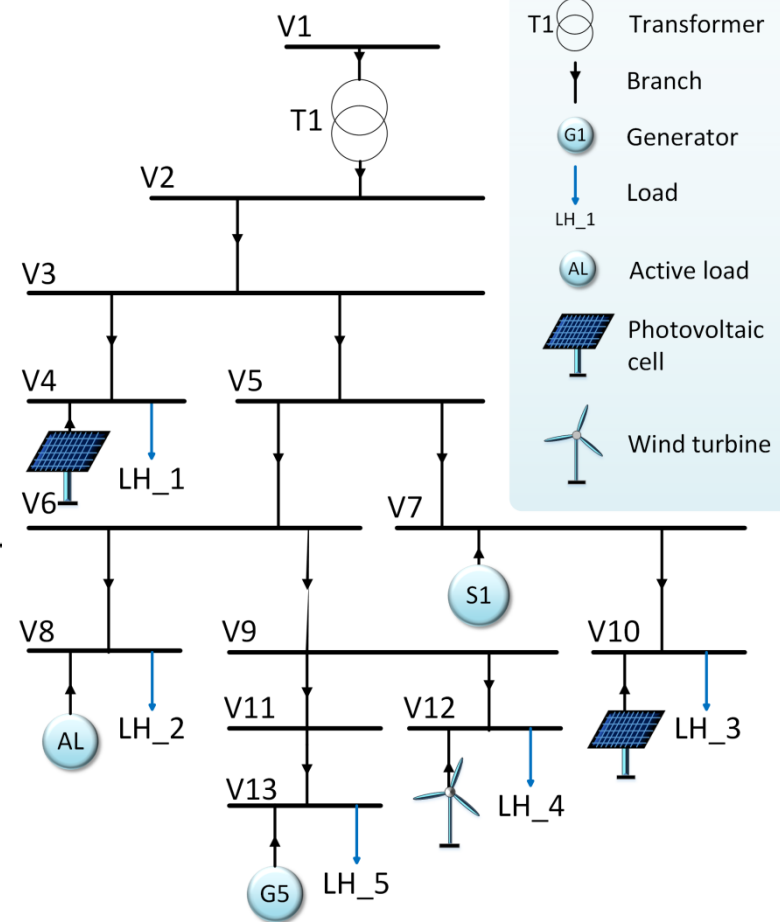 V1
T1
V2
V3
V4
V5
LH_1
V6
V7
S1
V8
V9
V10
AL
LH_2
V11
V12
LH_3
V13
LH_4
G5
LH_5
T1 Transformer
Branch
G1 Generator
Load
LH_1
AL Active load
Photovoltaic
cell
Wind turbine